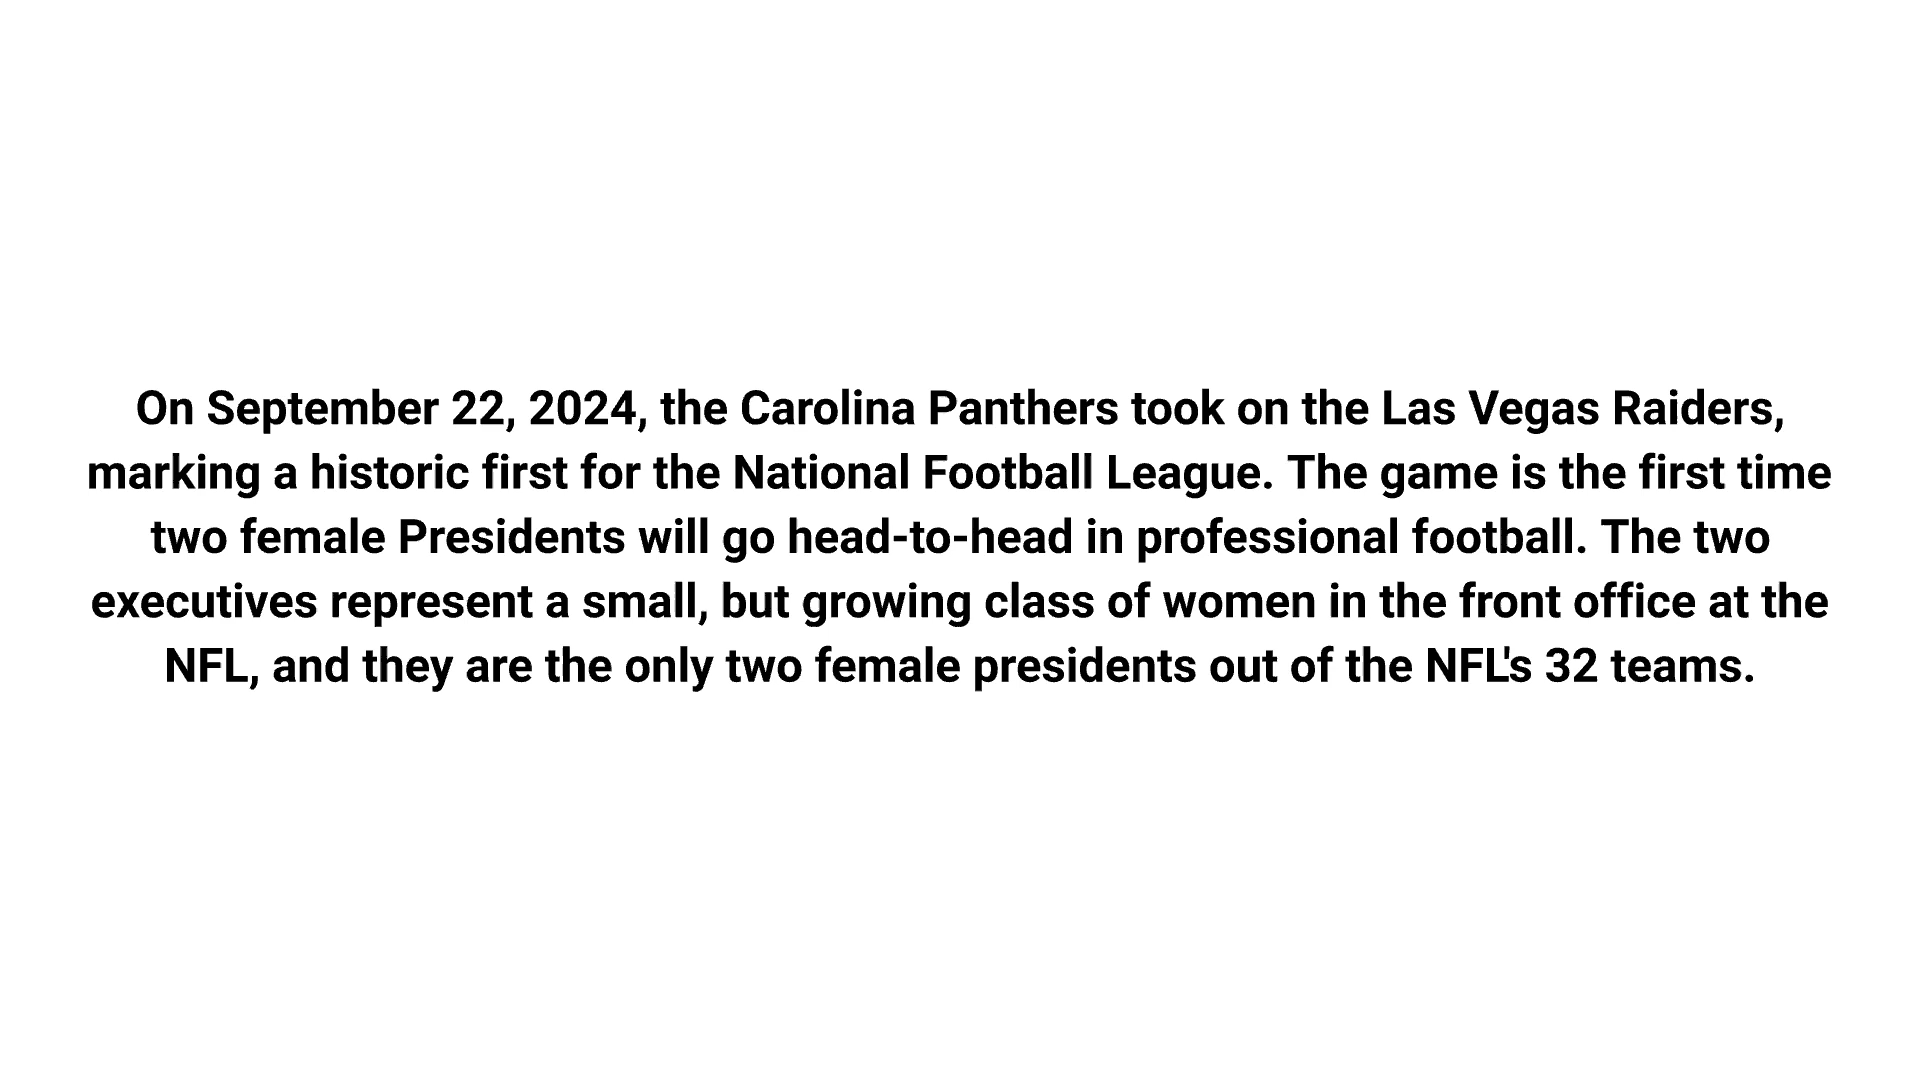 On September 22, 2024, the Carolina Panthers took on the Las Vegas Raiders,
marking a historic first for the National Football League. The game is the first time
two female Presidents will go head-to-head in professional football. The two
executives represent a small, but growing class of women in the front office at the
NFL, and they are the only two female presidents out of the NFL's 32 teams.